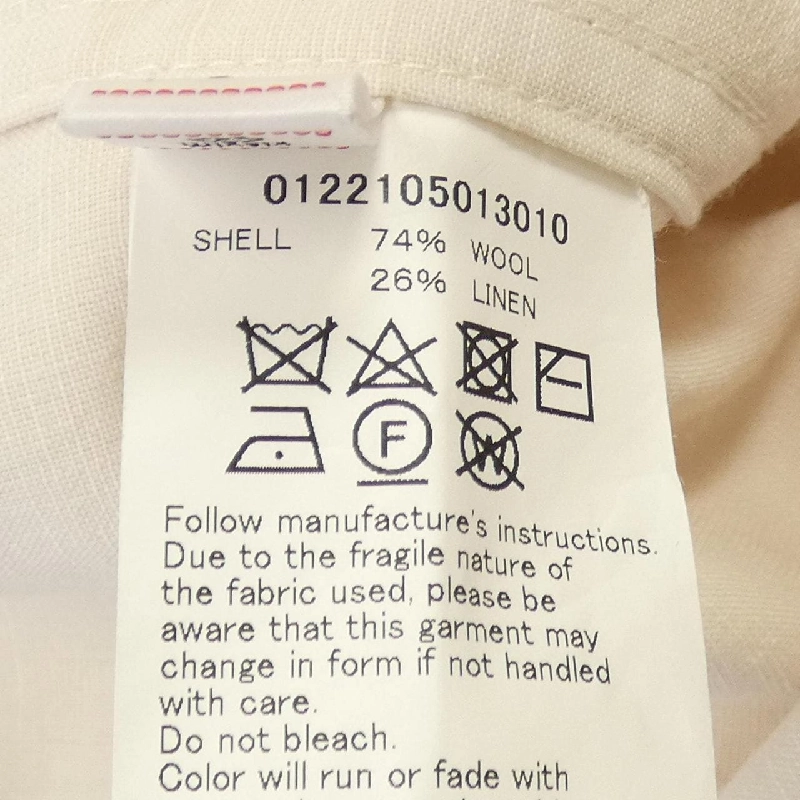 0122105013010
SHELL 74% WOOL
26% LINEN
F
W
Follow manufacture's instructions.
Due to the fragile nature of
the fabric used, please be
aware that this garment may
change in form if not handled
with care.
Do not bleach.
Color will run or fade with